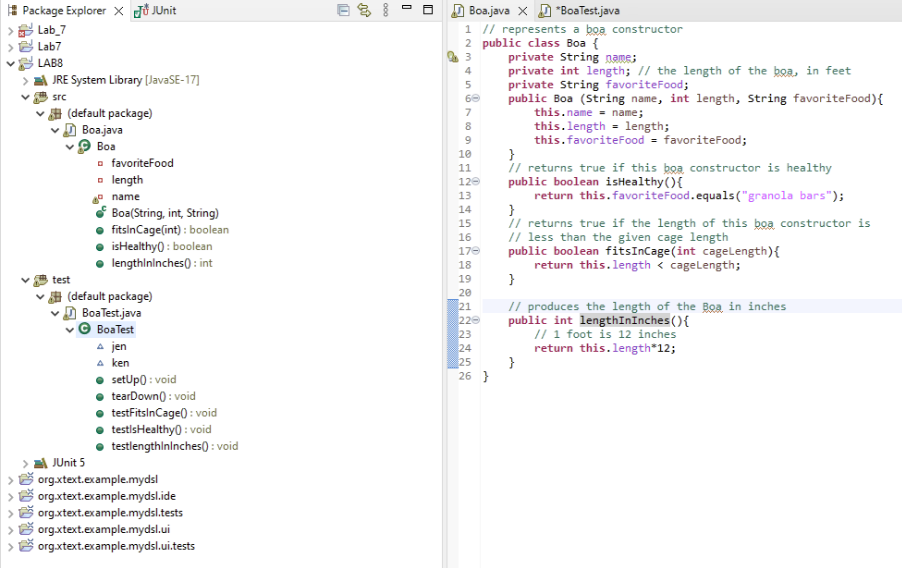 Package Explorer
JUnit
Lab_7
Lab7
LAB8
JRE System Library [JavaSE-17]
src
(default package)
Boa.java
Boa
favoriteFood
length
name
Boa(String, int, String)
fitsInCage(int) : boolean
isHealthy() : boolean
lengthInInches() : int
test
(default package)
BoaTest.java
BoaTest
jen
ken
setUp() : void
tearDown() : void
testFitsInCage() : void
testIsHealthy() : void
testlengthInInches() : void
JUnit 5
org.xtext.example.mydsl
org.xtext.example.mydsl.ide
org.xtext.example.mydsl.tests
org.xtext.example.mydsl.ui
org.xtext.example.mydsl.ui.tests
Boa.java
*BoaTest.java
1 // represents a boa constructor
2 public class Boa {
3 private String name;
4 private int length; // the length of the boa, in feet
5 private String favoriteFood;
6 public Boa (String name, int length, String favoriteFood){
7 this.name = name;
8 this.length = length;
9 this.favoriteFood = favoriteFood;
10 }
11 // returns true if this boa constructor is healthy
12 public boolean isHealthy(){
13 return this.favoriteFood.equals("granola bars");
14 }
15 // returns true if the length of this boa constructor is
16 // less than the given cage length
17 public boolean fitsInCage(int cageLength){
18 return this.length < cageLength;
19 }
20
21 // produces the length of the Boa in inches
22 public int lengthInInches(){
23 // 1 foot is 12 inches
24 return this.length*12;
25 }
26 }